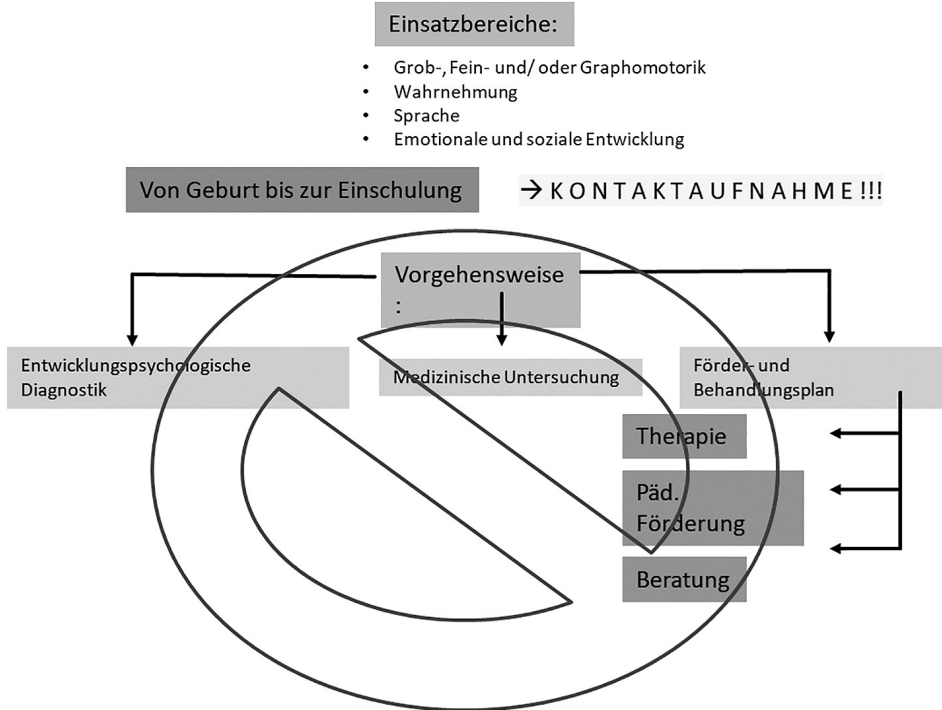 Einsatzbereiche:
• Grob-, Fein- und/ oder Graphomotorik
• Wahrnehmung
• Sprache
• Emotionale und soziale Entwicklung
Von Geburt bis zur Einschulung
→ K O N T A K T A U F N A H M E !!!
Vorgehensweise
:
Entwicklungspsychologische
Diagnostik
Medizinische Untersuchung
Förder- und
Behandlungsplan
Therapie
Päd.
Förderung
Beratung